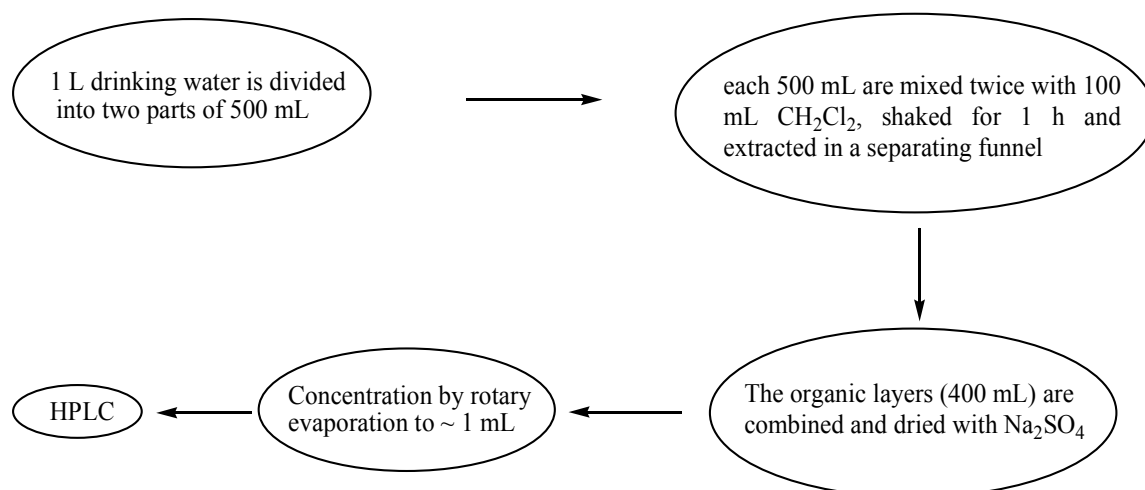 1 L drinking water is divided
into two parts of 500 mL
each 500 mL are mixed twice with 100
mL CH₂Cl₂, shaked for 1 h and
extracted in a separating funnel
The organic layers (400 mL) are
combined and dried with Na₂SO₄
Concentration by rotary
evaporation to ~ 1 mL
HPLC